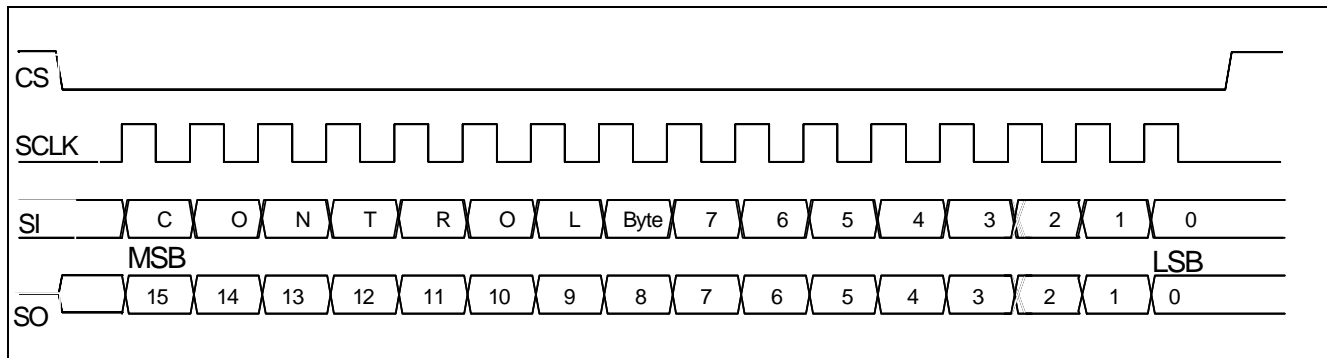 CS
SCLK
SI C O N T R O L Byte 7 6 5 4 3 2 1 0
MSB LSB
SO 15 14 13 12 11 10 9 8 7 6 5 4 3 2 1 0